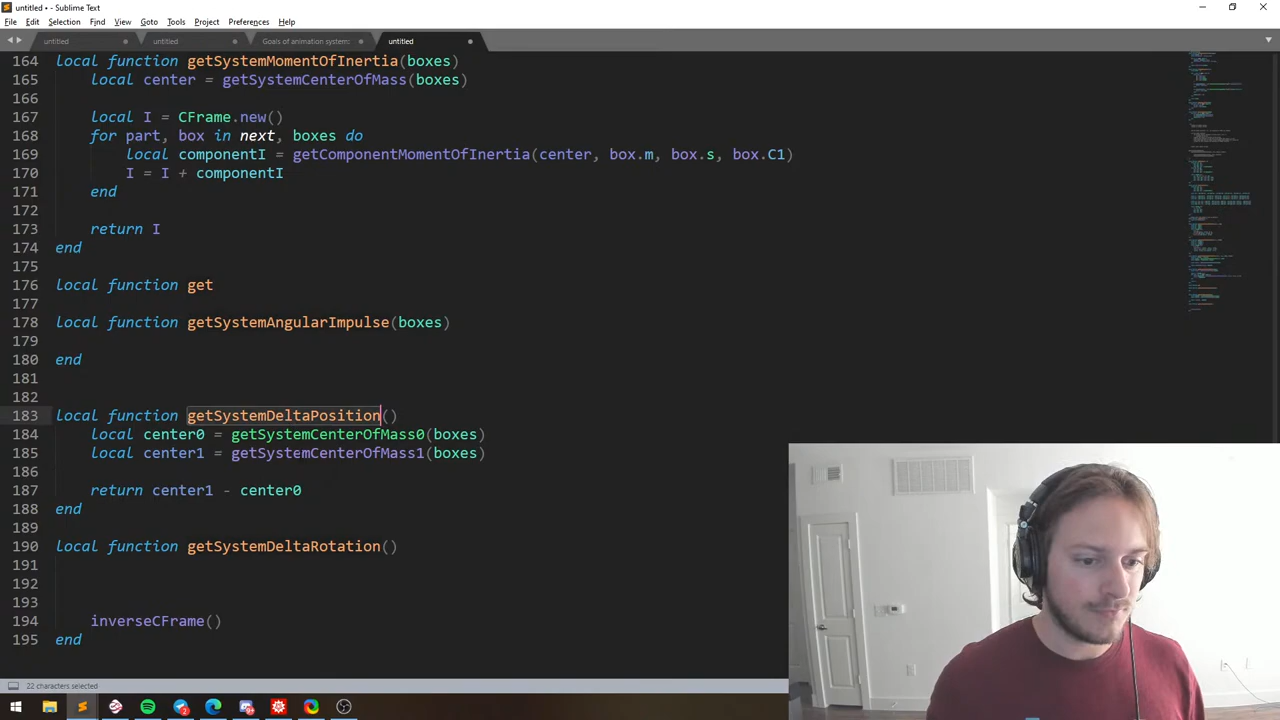 untitled • - Sublime Text
File Edit Selection Find View Goto Tools Project Preferences Help
untitled untitled Goals of animation system: untitled
164 local function getSystemMomentOfInertia(boxes)
165 local center = getSystemCenterOfMass(boxes)
166
167 local I = CFrame.new()
168 for part, box in next, boxes do
169 local componentI = getComponentMomentOfInertia(center, box.m, box.s, box.C1)
170 I = I + componentI
171 end
172
173 return I
174 end
175
176 local function get
177
178 local function getSystemAngularImpulse(boxes)
179
180 end
181
182
183 local function getSystemDeltaPosition()
184 local center0 = getSystemCenterOfMass0(boxes)
185 local center1 = getSystemCenterOfMass1(boxes)
186
187 return center1 - center0
188 end
189
190 local function getSystemDeltaRotation()
191
192
193
194 inverseCFrame()
195 end
22 characters selected